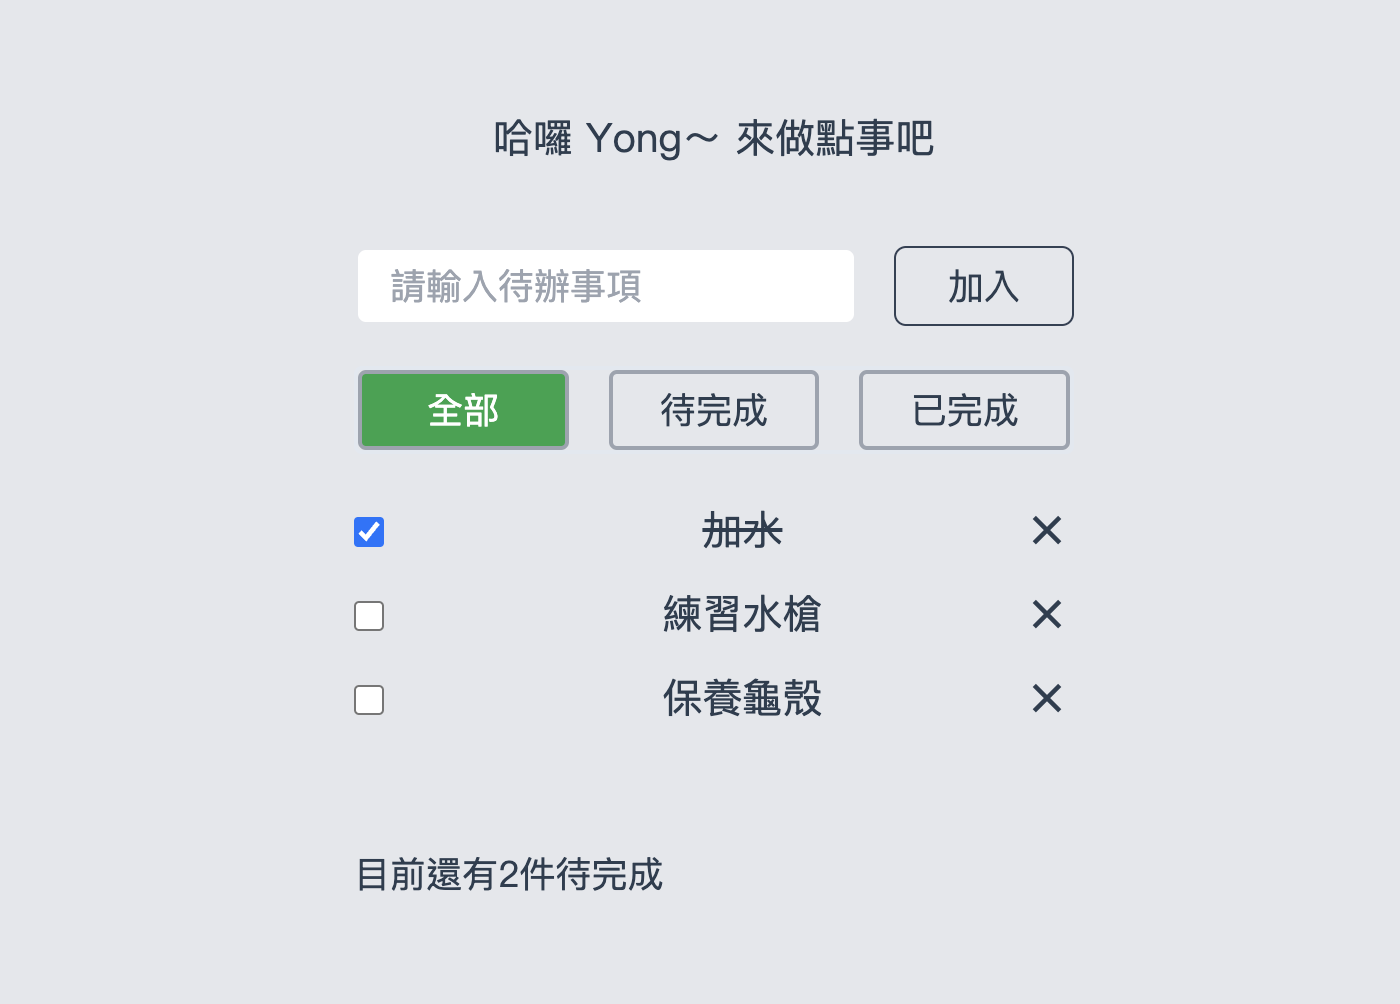 哈囉 Yong～ 來做點事吧
請輸入待辦事項 加入
全部 待完成 已完成
加水
練習水槍
保養龜殼
目前還有2件待完成